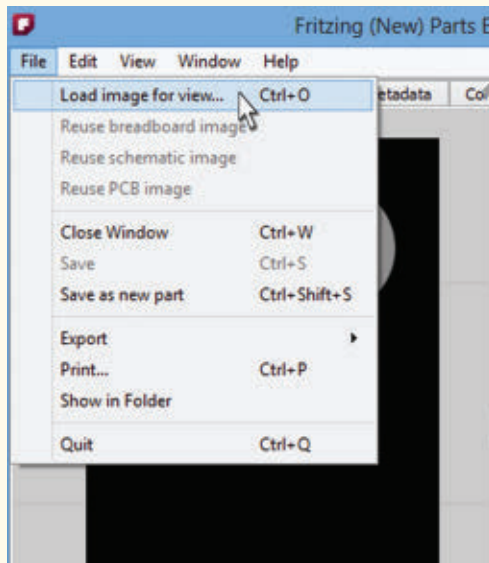 Fritzing (New) Parts E
File Edit View Window Help
Load image for view... Ctrl+O
etadata
Reuse breadboard image
Reuse schematic image
Reuse PCB image
Close Window Ctrl+W
Save Ctrl+S
Save as new part Ctrl+Shift+S
Export
Print... Ctrl+P
Show in Folder
Quit Ctrl+Q